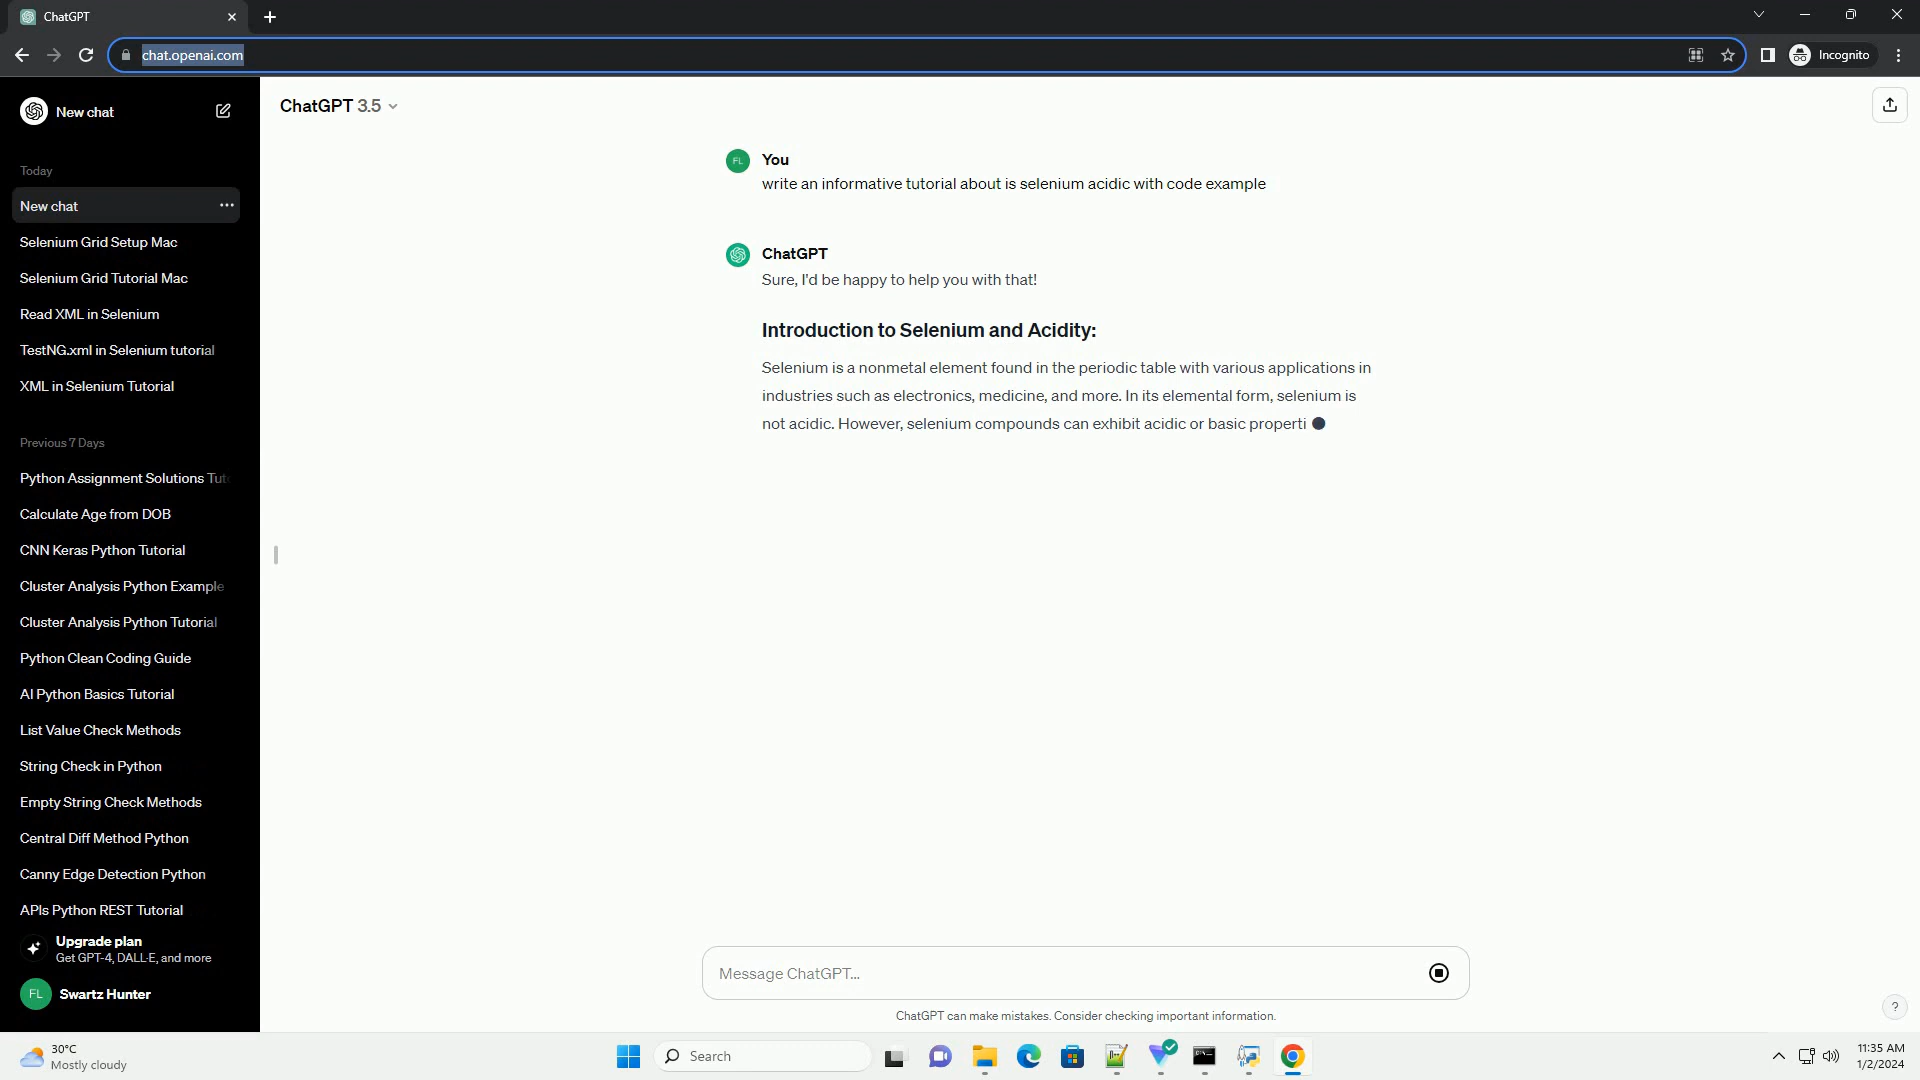 ChatGPT
chat.openai.com
Incognito
New chat
Today
New chat
Selenium Grid Setup Mac
Selenium Grid Tutorial Mac
Read XML in Selenium
TestNG.xml in Selenium tutorial
XML in Selenium Tutorial
Previous 7 Days
Python Assignment Solutions Tut
Calculate Age from DOB
CNN Keras Python Tutorial
Cluster Analysis Python Example
Cluster Analysis Python Tutorial
Python Clean Coding Guide
AI Python Basics Tutorial
List Value Check Methods
String Check in Python
Empty String Check Methods
Central Diff Method Python
Canny Edge Detection Python
APIs Python REST Tutorial
Upgrade plan
Get GPT-4, DALL·E, and more
FL Swartz Hunter
ChatGPT 3.5
FL You
write an informative tutorial about is selenium acidic with code example
ChatGPT
Sure, I'd be happy to help you with that!
Introduction to Selenium and Acidity:
Selenium is a nonmetal element found in the periodic table with various applications in
industries such as electronics, medicine, and more. In its elemental form, selenium is
not acidic. However, selenium compounds can exhibit acidic or basic properti
Message ChatGPT...
ChatGPT can make mistakes. Consider checking important information.
?
30°C
Mostly cloudy
Search
11:35 AM
1/2/2024